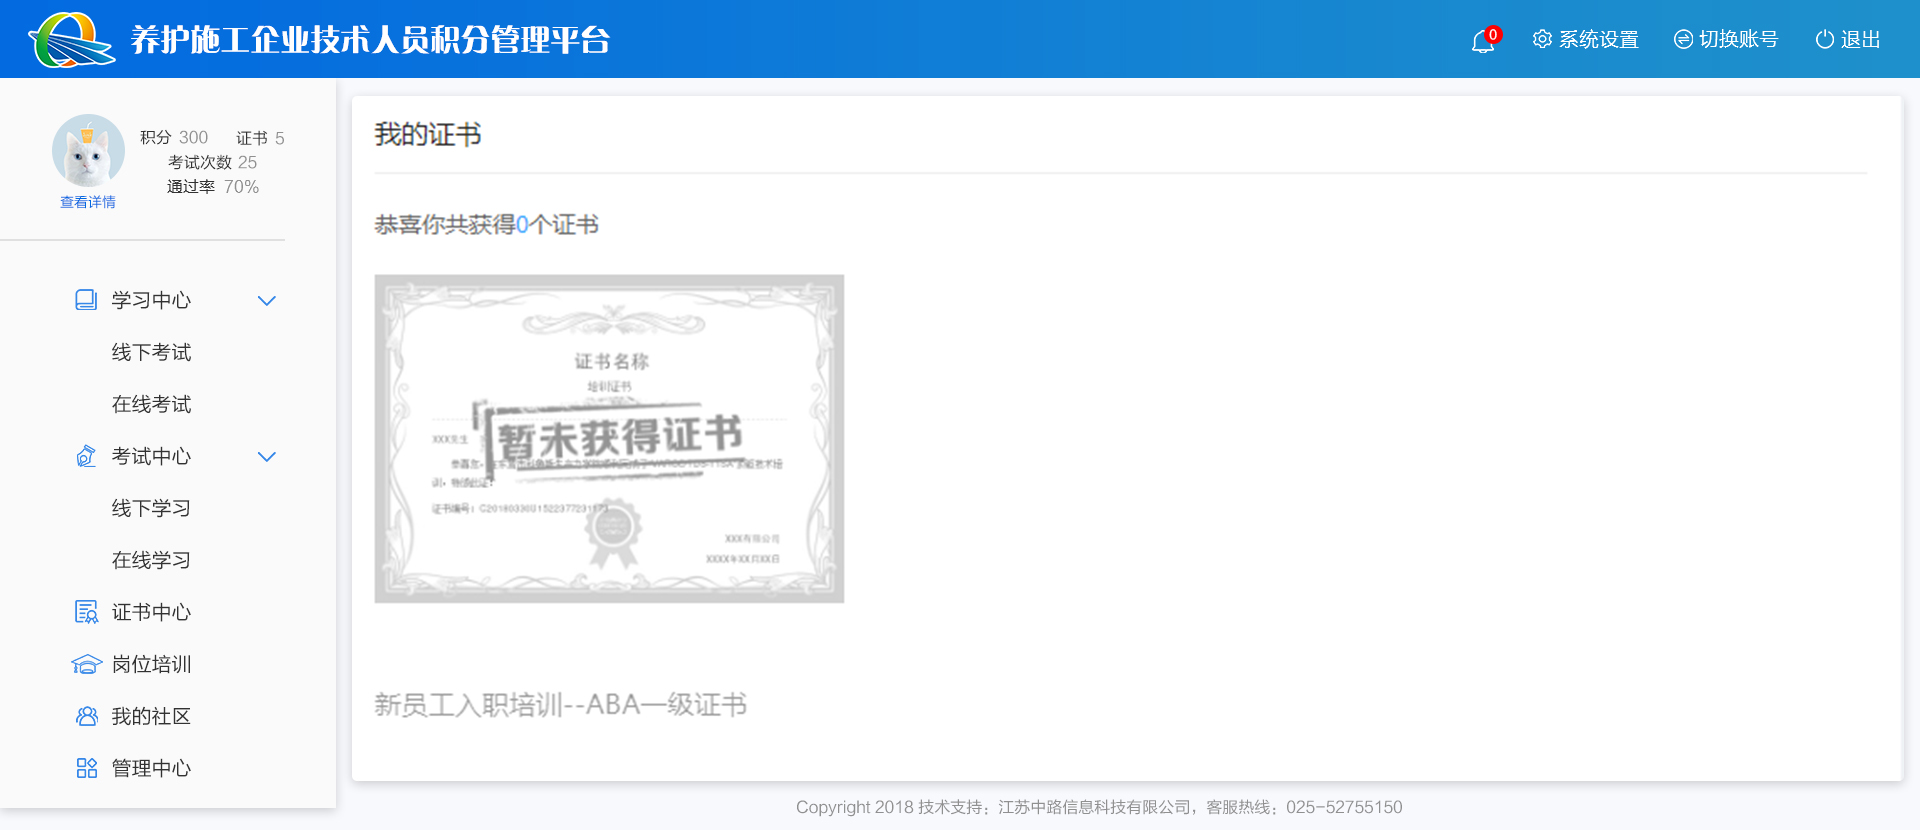 养护施工企业技术人员积分管理平台
0
系统设置
切换账号
退出
积分 300 证书 5
考试次数 25
通过率 70%
查看详情
学习中心
线下考试
在线考试
考试中心
线下学习
在线学习
证书中心
岗位培训
我的社区
管理中心
我的证书
恭喜你共获得0个证书
证书名称
培训证书
暂未获得证书
XXX先生
训，特颁此证！
证书编号：C20180330315223772311
XXX有限公司
XXXX年XX月XX日
新员工入职培训--ABA一级证书
Copyright 2018 技术支持：江苏中路信息科技有限公司，客服热线：025-52755150